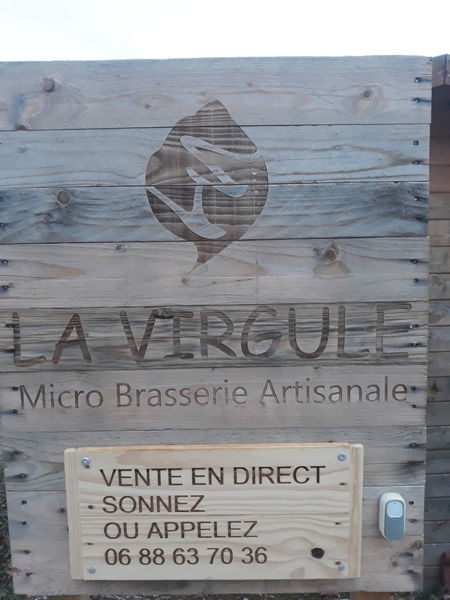 LA VIRGULE
Micro Brasserie Artisanale
VENTE EN DIRECT
SONNEZ
OU APPELEZ
06 88 63 70 36